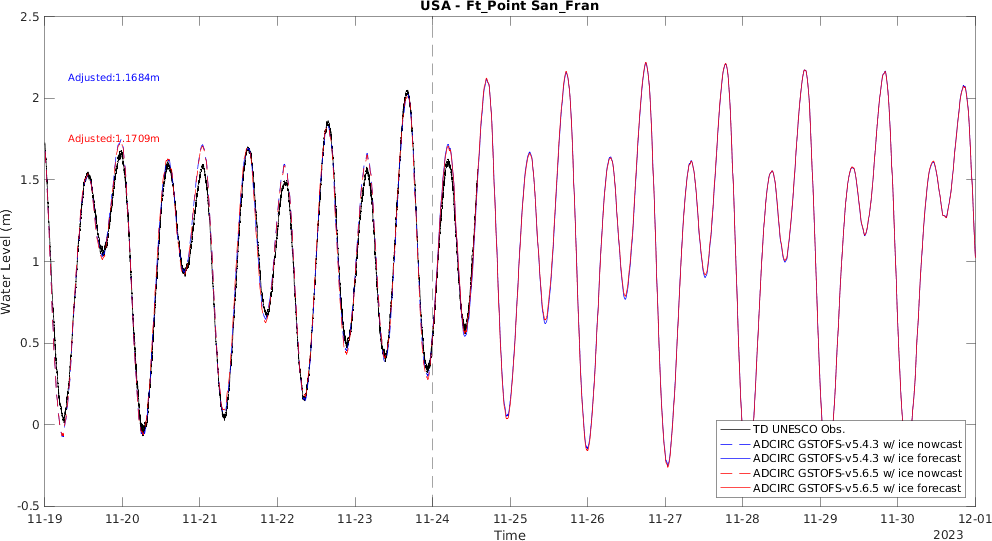 USA - Ft_Point San_Fran
2.5
Adjusted:1.1684m
2
Adjusted:1.1709m
1.5
Water Level (m)
1
0.5
0
TD UNESCO Obs.
ADCIRC GSTOFS-v5.4.3 w/ ice nowcast
ADCIRC GSTOFS-v5.4.3 w/ ice forecast
ADCIRC GSTOFS-v5.6.5 w/ ice nowcast
ADCIRC GSTOFS-v5.6.5 w/ ice forecast
-0.5
11-19 11-20 11-21 11-22 11-23 11-24 11-25 11-26 11-27 11-28 11-29 11-30 12-01
Time
2023